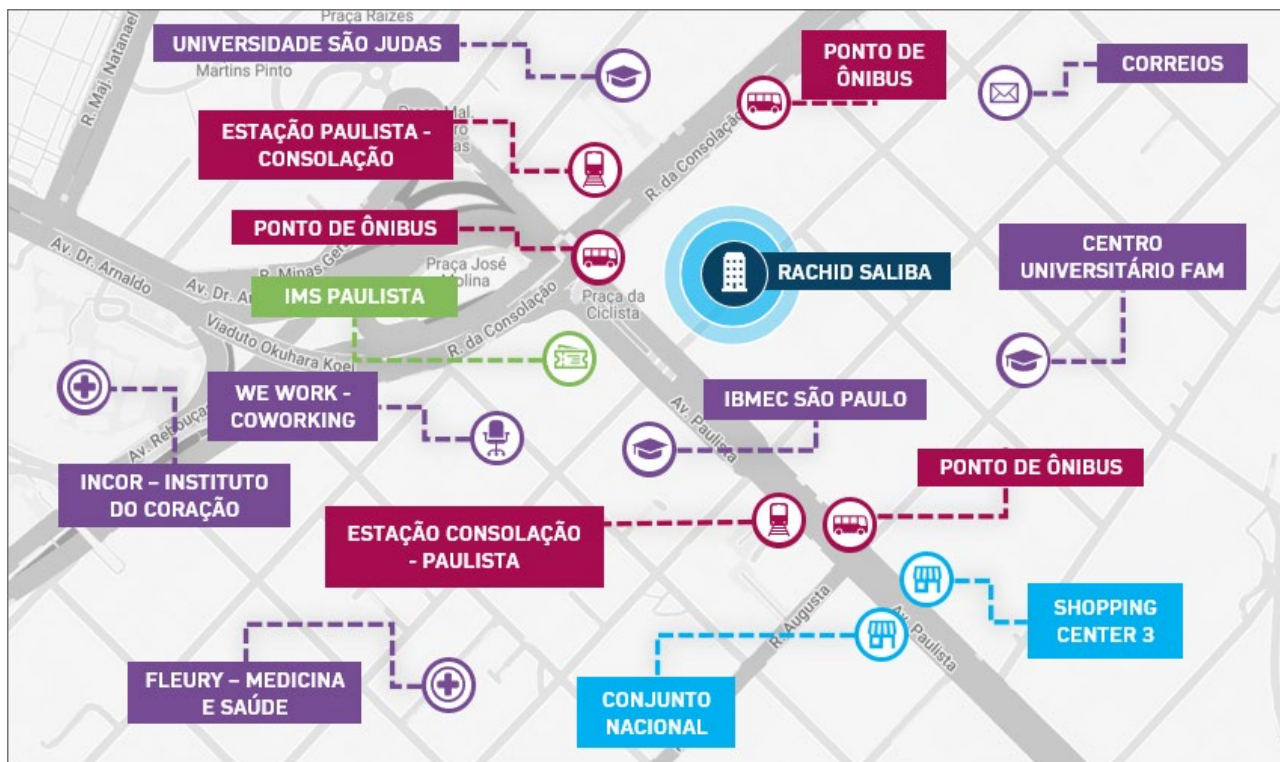 Praça Raízes
UNIVERSIDADE SÃO JUDAS
Martins Pinto
R. Maj. Natanael
PONTO DE
ÔNIBUS
CORREIOS
ESTAÇÃO PAULISTA -
CONSOLAÇÃO
R. da Consolação
PONTO DE ÔNIBUS
CENTRO
UNIVERSITÁRIO FAM
Av. Dr. Arnaldo
R. Minas
Praça José
Molina
RACHID SALIBA
IMS PAULISTA
Praça da
Ciclista
R. da Consolação
Viaduto Okuhara Koei
WE WORK -
COWORKING
IBMEC SÃO PAULO
Av. Paulista
PONTO DE ÔNIBUS
INCOR – INSTITUTO
DO CORAÇÃO
ESTAÇÃO CONSOLAÇÃO
- PAULISTA
R. Augusta
Av. Paulista
SHOPPING
CENTER 3
FLEURY – MEDICINA
E SAÚDE
CONJUNTO
NACIONAL